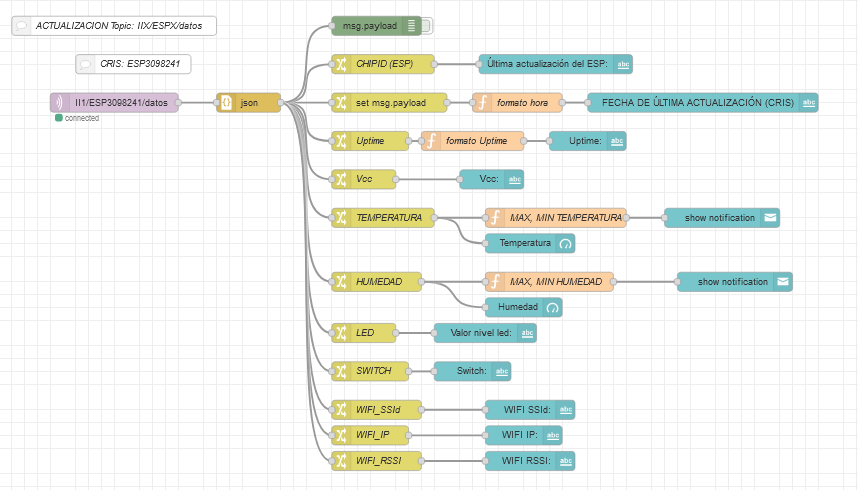 ACTUALIZACION Topic: IIX/ESPX/datos
msg.payload
CRIS: ESP3098241
CHIPID (ESP)
Última actualización del ESP:
abc
II1/ESP3098241/datos
json
set msg.payload
formato hora
FECHA DE ÚLTIMA ACTUALIZACIÓN (CRIS)
abc
connected
Uptime
formato Uptime
Uptime:
abc
Vcc
Vcc:
abc
TEMPERATURA
MAX, MIN TEMPERATURA
show notification
Temperatura
HUMEDAD
MAX, MIN HUMEDAD
show notification
Humedad
LED
Valor nivel led:
abc
SWITCH
Switch:
abc
WIFI_SSId
WIFI SSId:
abc
WIFI_IP
WIFI IP:
abc
WIFI_RSSI
WIFI RSSI:
abc